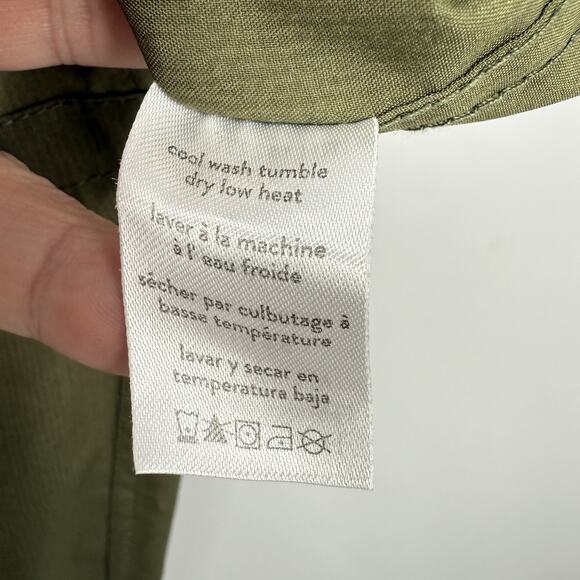 cool wash tumble
dry low heat
laver à la machine
à l' eau froide
sécher par culbutage à
basse température
lavar y secar en
temperatura baja